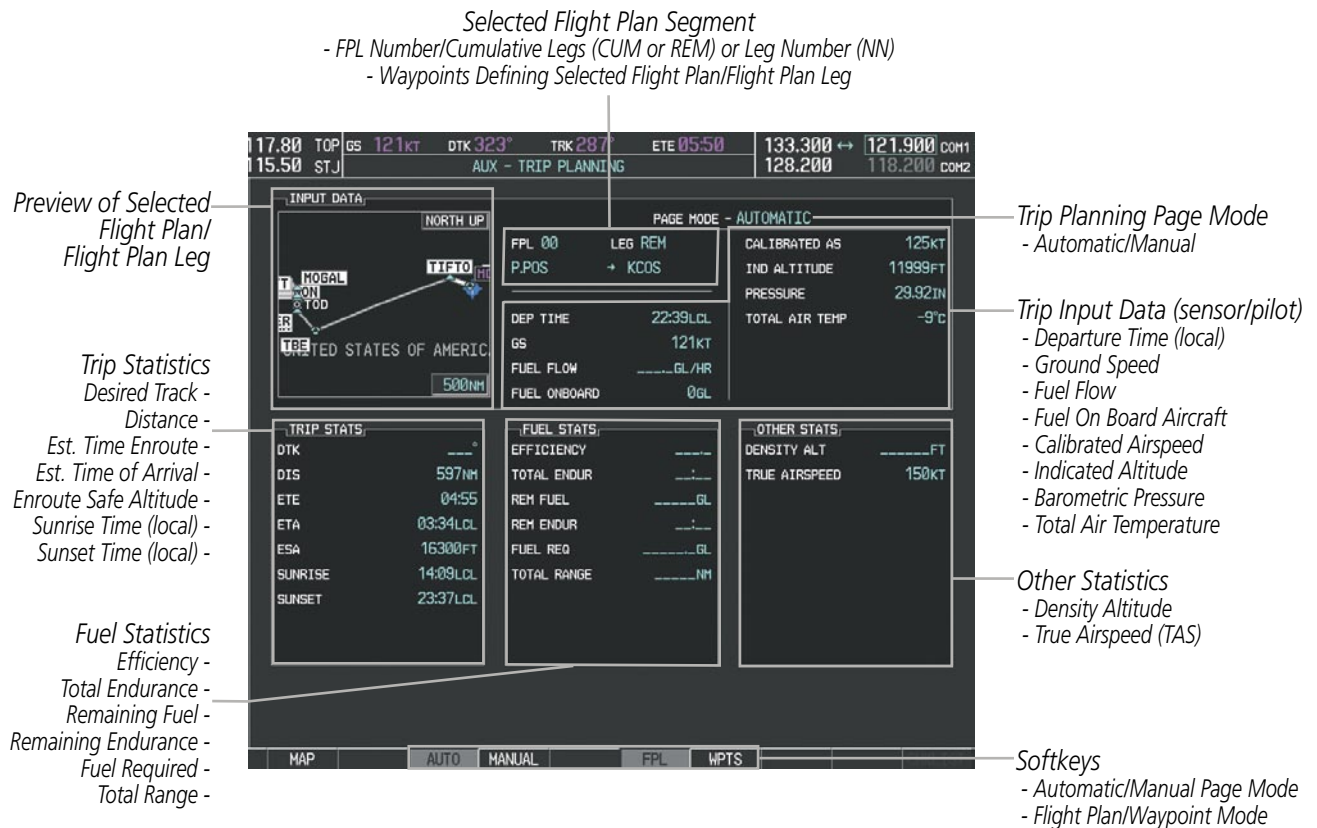 Selected Flight Plan Segment
- FPL Number/Cumulative Legs (CUM or REM) or Leg Number (NN)
- Waypoints Defining Selected Flight Plan/Flight Plan Leg
117.80 TOP GS 121KT DTK 323° TRK 287° ETE 05:50 133.300 ↔ 121.900 COM1
115.50 STJ AUX - TRIP PLANNING 128.200 118.200 COM2
Preview of Selected
Flight Plan/
Flight Plan Leg
INPUT DATA
NORTH UP
MOGAL
TIFTO
ON
TOD
ER
TBE
UNITED STATES OF AMERIC
500NM
PAGE MODE - AUTOMATIC
FPL 00 LEG REM
P.POS → KCOS
DEP TIME 22:39LCL
GS 121KT
FUEL FLOW ___._GL/HR
FUEL ONBOARD 0GL
CALIBRATED AS 125KT
IND ALTITUDE 11999FT
PRESSURE 29.92IN
TOTAL AIR TEMP -9°C
Trip Planning Page Mode
- Automatic/Manual
Trip Input Data (sensor/pilot)
- Departure Time (local)
- Ground Speed
- Fuel Flow
- Fuel On Board Aircraft
- Calibrated Airspeed
- Indicated Altitude
- Barometric Pressure
- Total Air Temperature
Trip Statistics
Desired Track -
Distance -
Est. Time Enroute -
Est. Time of Arrival -
Enroute Safe Altitude -
Sunrise Time (local) -
Sunset Time (local) -
TRIP STATS
DTK ___°
DIS 597NM
ETE 04:55
ETA 03:34LCL
ESA 16300FT
SUNRISE 14:09LCL
SUNSET 23:37LCL
FUEL STATS
EFFICIENCY ___._
TOTAL ENDUR __:__
REM FUEL _____GL
REM ENDUR __:__
FUEL REQ _____._GL
TOTAL RANGE _____NM
OTHER STATS
DENSITY ALT ______FT
TRUE AIRSPEED 150KT
Other Statistics
- Density Altitude
- True Airspeed (TAS)
Fuel Statistics
Efficiency -
Total Endurance -
Remaining Fuel -
Remaining Endurance -
Fuel Required -
Total Range -
MAP AUTO MANUAL FPL WPTS
Softkeys
- Automatic/Manual Page Mode
- Flight Plan/Waypoint Mode